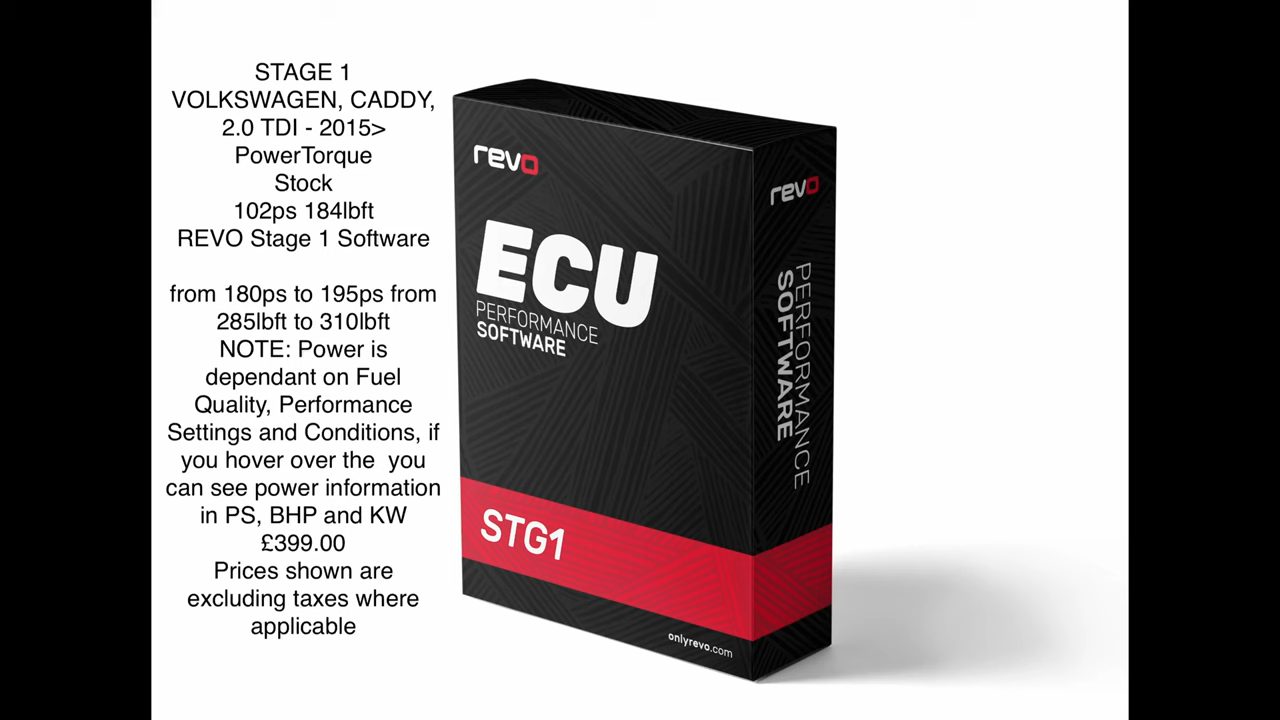 STAGE 1
VOLKSWAGEN, CADDY,
2.0 TDI - 2015>
PowerTorque
Stock
102ps 184lbft
REVO Stage 1 Software
from 180ps to 195ps from
285lbft to 310lbft
NOTE: Power is
dependant on Fuel
Quality, Performance
Settings and Conditions, if
you hover over the  you
can see power information
in PS, BHP and KW
£399.00
Prices shown are
excluding taxes where
applicable
revo
ECU
PERFORMANCE
SOFTWARE
STG1
onlyrevo.com
revo
PERFORMANCE
SOFTWARE